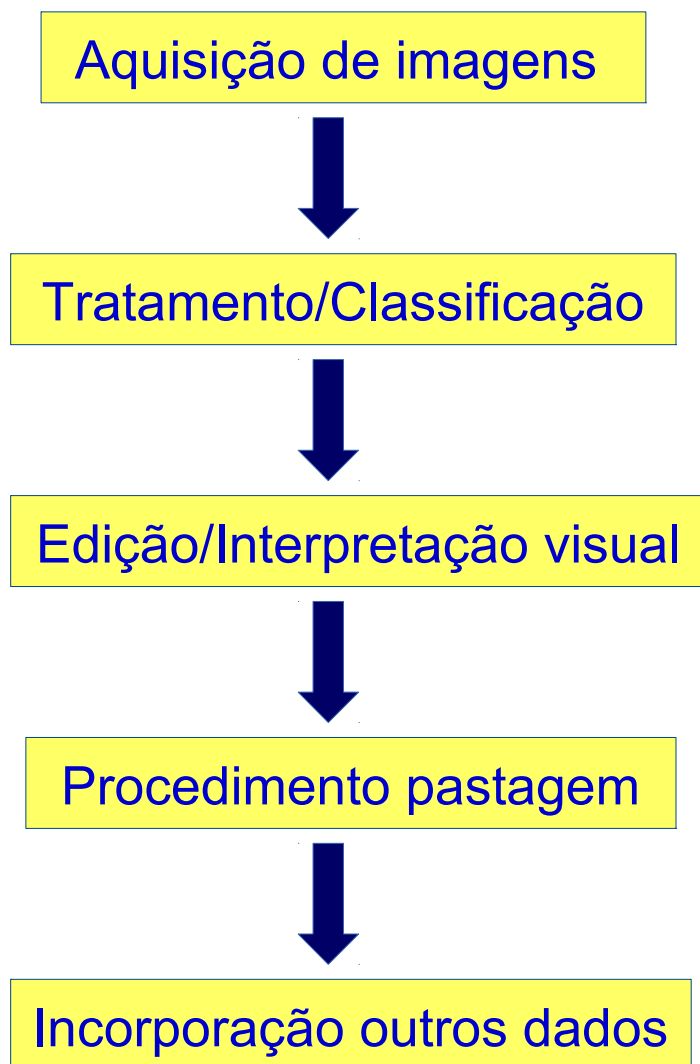 Aquisição de imagens
Tratamento/Classificação
Edição/Interpretação visual
Procedimento pastagem
Incorporação outros dados